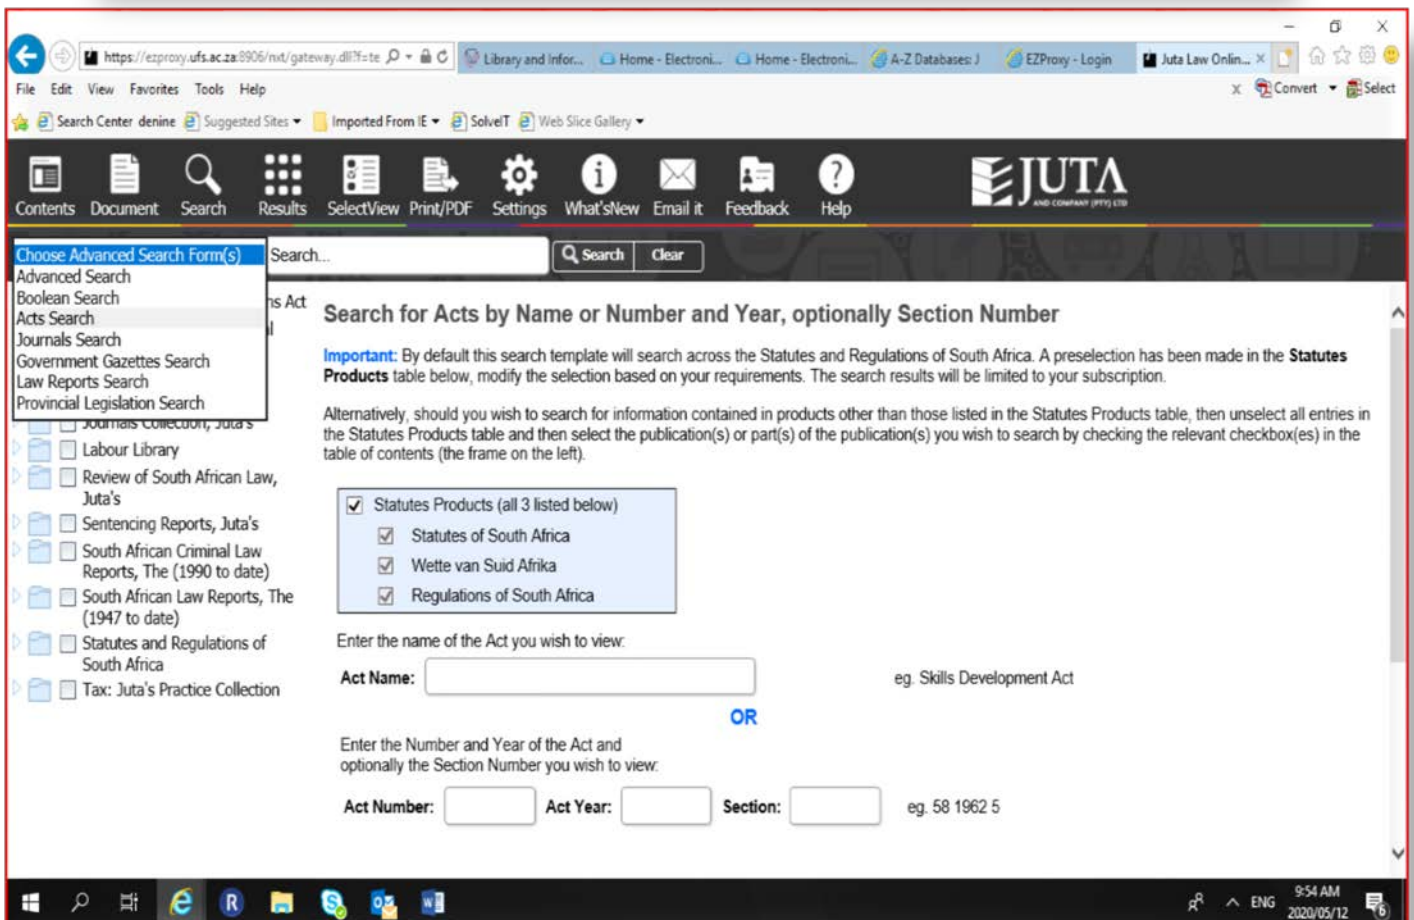 https://ezproxy.ufs.ac.za:8906/nxt/gateway.dll?f=te
Library and Infor...
Home - Electroni...
Home - Electroni...
A-Z Databases: J
EZProxy - Login
Juta Law Onlin...
File Edit View Favorites Tools Help
x Convert Select
Search Center denine Suggested Sites Imported From IE SolveIT Web Slice Gallery
Contents Document Search Results SelectView Print/PDF Settings What'sNew Email it Feedback Help
JUTA
AND COMPANY (PTY) LTD
Choose Advanced Search Form(s)
Search...
Search
Clear
Advanced Search
Boolean Search
Acts Search
Journals Search
Government Gazettes Search
Law Reports Search
Provincial Legislation Search
ns Act
Journals Collection, Juta's
Labour Library
Review of South African Law,
Juta's
Sentencing Reports, Juta's
South African Criminal Law
Reports, The (1990 to date)
South African Law Reports, The
(1947 to date)
Statutes and Regulations of
South Africa
Tax: Juta's Practice Collection
Search for Acts by Name or Number and Year, optionally Section Number
Important: By default this search template will search across the Statutes and Regulations of South Africa. A preselection has been made in the Statutes
Products table below, modify the selection based on your requirements. The search results will be limited to your subscription.
Alternatively, should you wish to search for information contained in products other than those listed in the Statutes Products table, then unselect all entries in
the Statutes Products table and then select the publication(s) or part(s) of the publication(s) you wish to search by checking the relevant checkbox(es) in the
table of contents (the frame on the left).
Statutes Products (all 3 listed below)
Statutes of South Africa
Wette van Suid Afrika
Regulations of South Africa
Enter the name of the Act you wish to view:
Act Name:
eg. Skills Development Act
OR
Enter the Number and Year of the Act and
optionally the Section Number you wish to view:
Act Number: Act Year: Section: eg. 58 1962 5
ENG
9:54 AM
2020/05/12